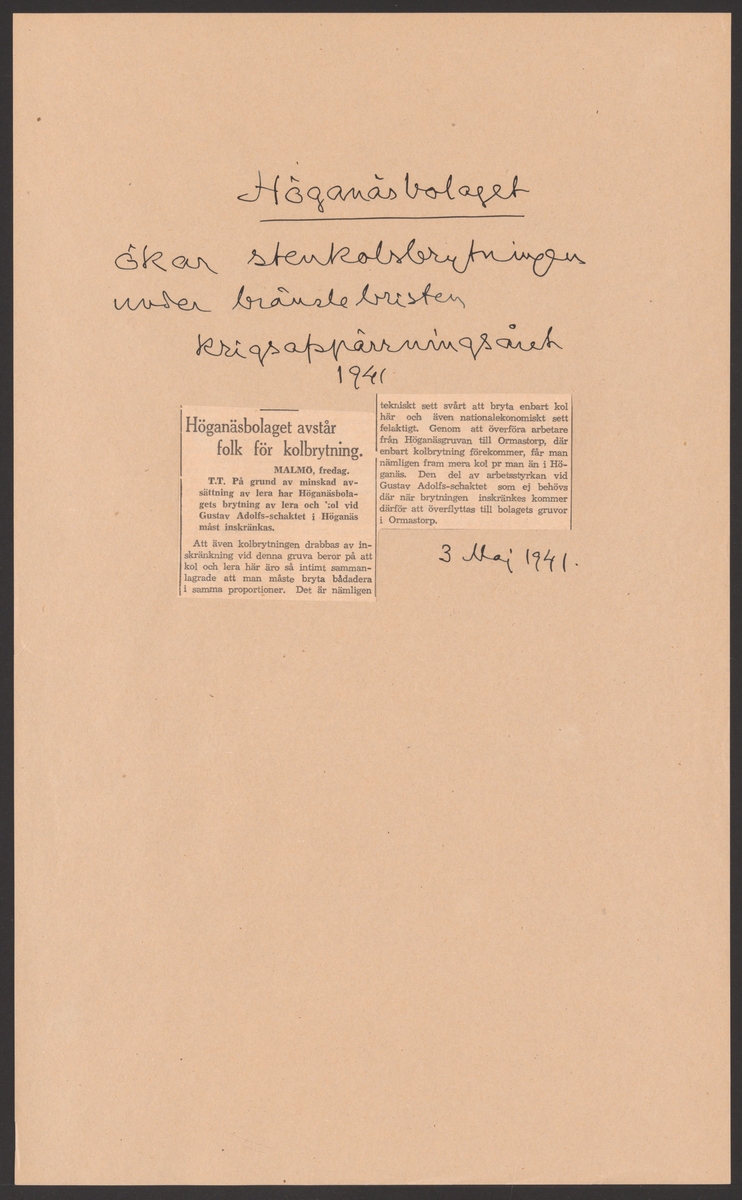 Höganäsbolaget
ökar stenkolsbrytningen
under bränslebristen
krigsappärrningsåret
1941
Höganäsbolaget avstår
folk för kolbrytning.
MALMÖ, fredag.
T.T. På grund av minskad av-
sättning av lera har Höganäsbola-
gets brytning av lera och ':ol vid
Gustav Adolfs-schaktet i Höganäs
måst inskränkas.
Att även kolbrytningen drabbas av in-
skränkning vid denna gruva beror på att
kol och lera här äro så intimt samman-
lagrade att man måste bryta bådadera
i samma proportioner. Det är nämligen
tekniskt sett svårt att bryta enbart kol
här och även nationalekonomiskt sett
felaktigt. Genom att överföra arbetare
från Höganäsgruvan till Ormastorp, där
enbart kolbrytning förekommer, får man
nämligen fram mera kol pr man än i Hö-
ganäs. Den del av arbetsstyrkan vid
Gustav Adolfs-schaktet som ej behövs
där när brytningen inskränkes kommer
därför att överflyttas till bolagets gruvor
i Ormastorp.
3 Maj 1941.